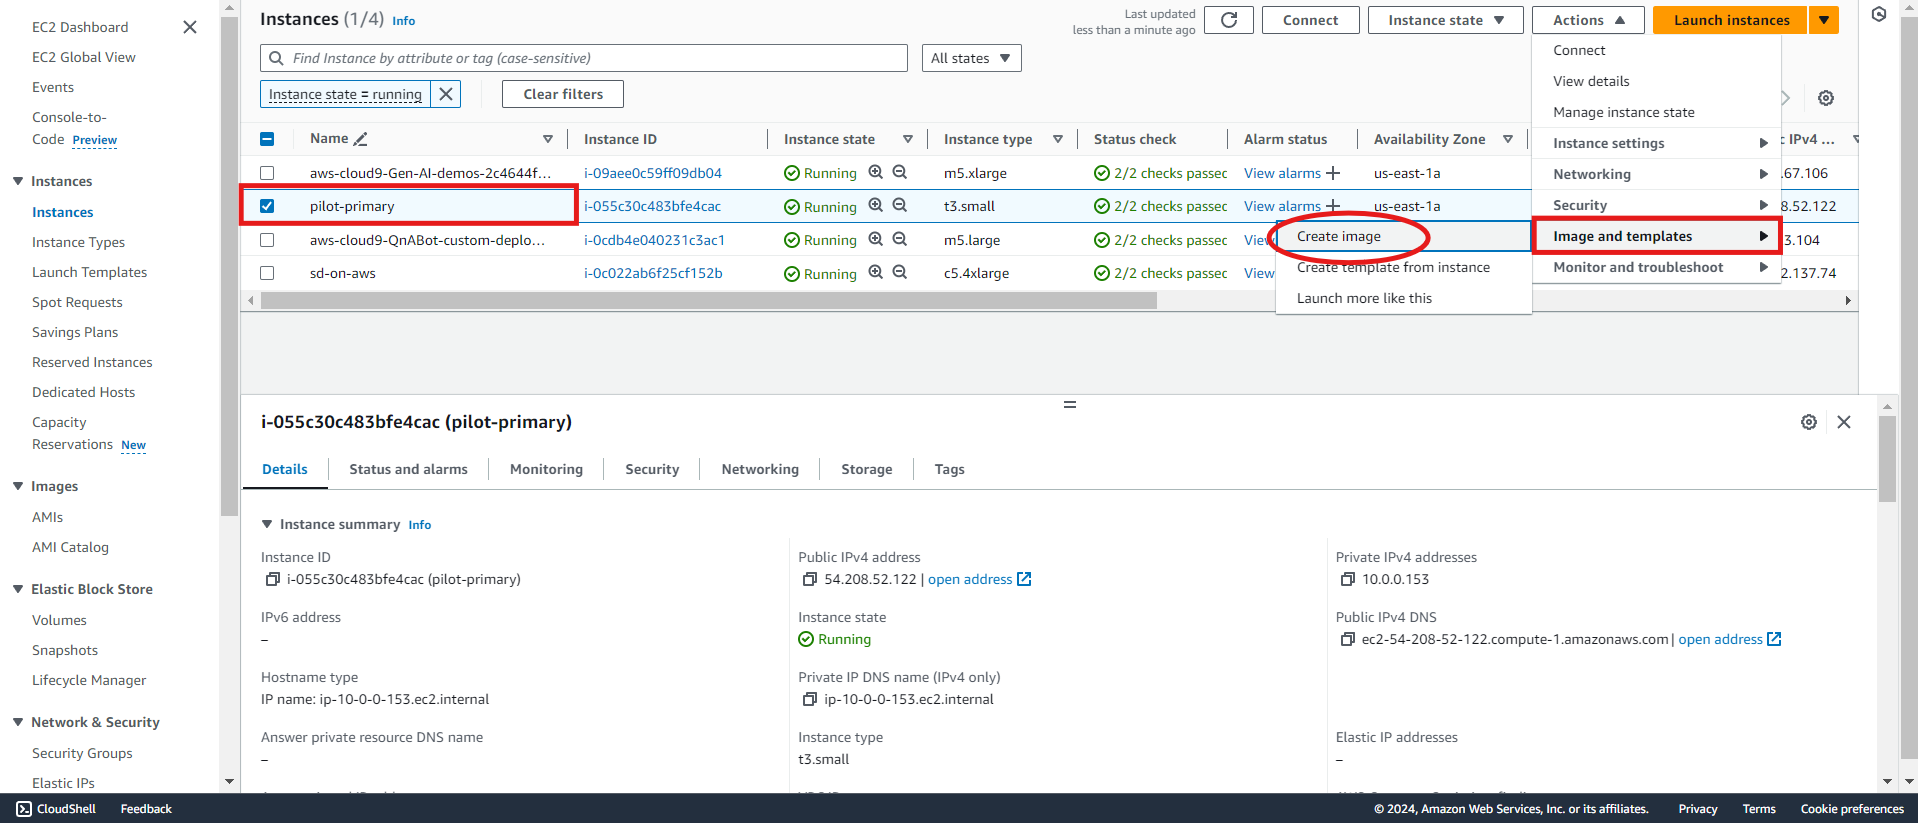 EC2 Dashboard
EC2 Global View
Events
Console-to-
Code Preview
Instances
Instances
Instance Types
Launch Templates
Spot Requests
Savings Plans
Reserved Instances
Dedicated Hosts
Capacity
Reservations New
Images
AMIs
AMI Catalog
Elastic Block Store
Volumes
Snapshots
Lifecycle Manager
Network & Security
Security Groups
Elastic IPs
Instances (1/4) Info
Last updated
less than a minute ago
Connect
Instance state
Actions
Launch instances
Find Instance by attribute or tag (case-sensitive)
All states
Instance state = running
Clear filters
Connect
View details
Manage instance state
Instance settings
Networking
Security
Image and templates
Monitor and troubleshoot
Create image
Create template from instance
Launch more like this
Name Instance ID Instance state Instance type Status check Alarm status Availability Zone IPv4 ...
aws-cloud9-Gen-AI-demos-2c4644f... i-09aee0c59ff09db04 Running m5.xlarge 2/2 checks passec View alarms us-east-1a .67.106
pilot-primary i-055c30c483bfe4cac Running t3.small 2/2 checks passec View alarms us-east-1a 8.52.122
aws-cloud9-QnABot-custom-deplo... i-0cdb4e040231c3ac1 Running m5.large 2/2 checks passec View 3.104
sd-on-aws i-0c022ab6f25cf152b Running c5.4xlarge 2/2 checks passec View 2.137.74
i-055c30c483bfe4cac (pilot-primary)
Details Status and alarms Monitoring Security Networking Storage Tags
Instance summary Info
Instance ID
i-055c30c483bfe4cac (pilot-primary)
Public IPv4 address
54.208.52.122 | open address
Private IPv4 addresses
10.0.0.153
IPv6 address
–
Instance state
Running
Public IPv4 DNS
ec2-54-208-52-122.compute-1.amazonaws.com | open address
Hostname type
IP name: ip-10-0-0-153.ec2.internal
Private IP DNS name (IPv4 only)
ip-10-0-0-153.ec2.internal
Answer private resource DNS name
–
Instance type
t3.small
Elastic IP addresses
–
CloudShell Feedback © 2024, Amazon Web Services, Inc. or its affiliates. Privacy Terms Cookie preferences